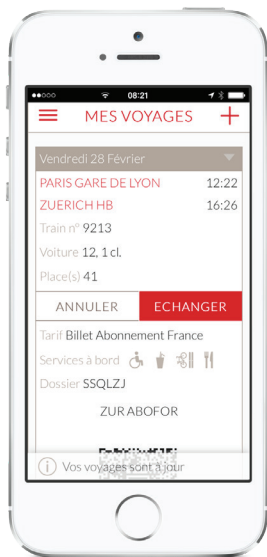 08:21
MES VOYAGES
Vendredi 28 Février
PARIS GARE DE LYON 12:22
ZUERICH HB 16:26
Train n° 9213
Voiture 12, 1 cl.
Place(s) 41
ANNULER ECHANGER
Tarif Billet Abonnement France
Services à bord
Dossier SSQLZJ
ZUR ABOFOR
Vos voyages sont à jour